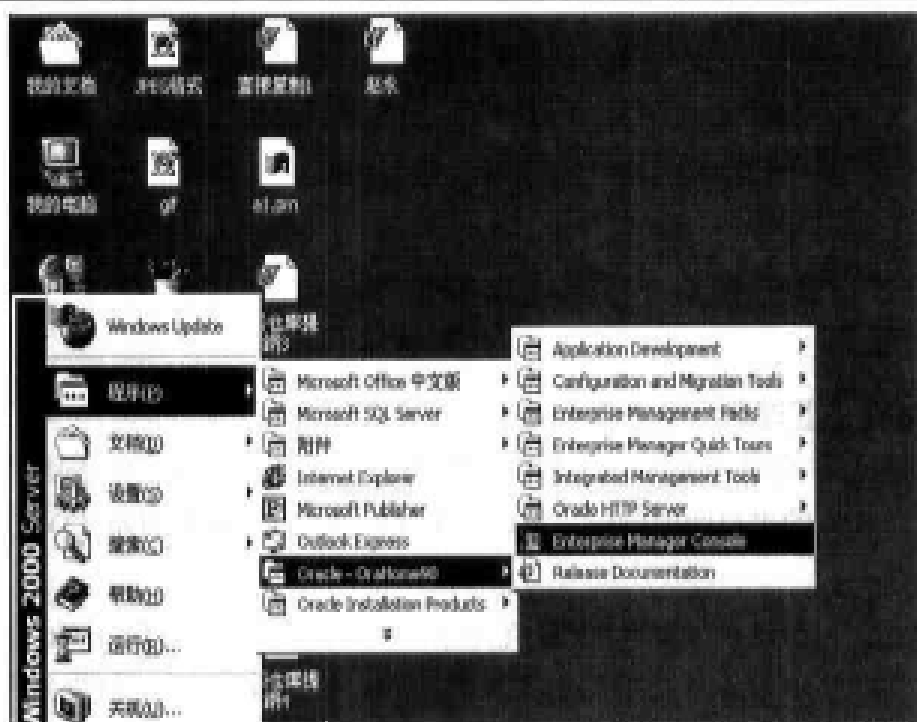 我的文档
JPEG格式
我的电脑
gif
Windows Update
程序(P)
文档(D)
设置(S)
搜索(C)
帮助(H)
运行(R)...
关机(U)...
Windows 2000 Server
Microsoft Office 中文版
Microsoft SQL Server
附件
Internet Explorer
Microsoft Publisher
Outlook Express
Oracle - OraHome90
Oracle Installation Products
Application Development
Configuration and Migration Tools
Enterprise Management Packs
Enterprise Manager Quick Tours
Integrated Management Tools
Oracle HTTP Server
Enterprise Manager Console
Release Documentation